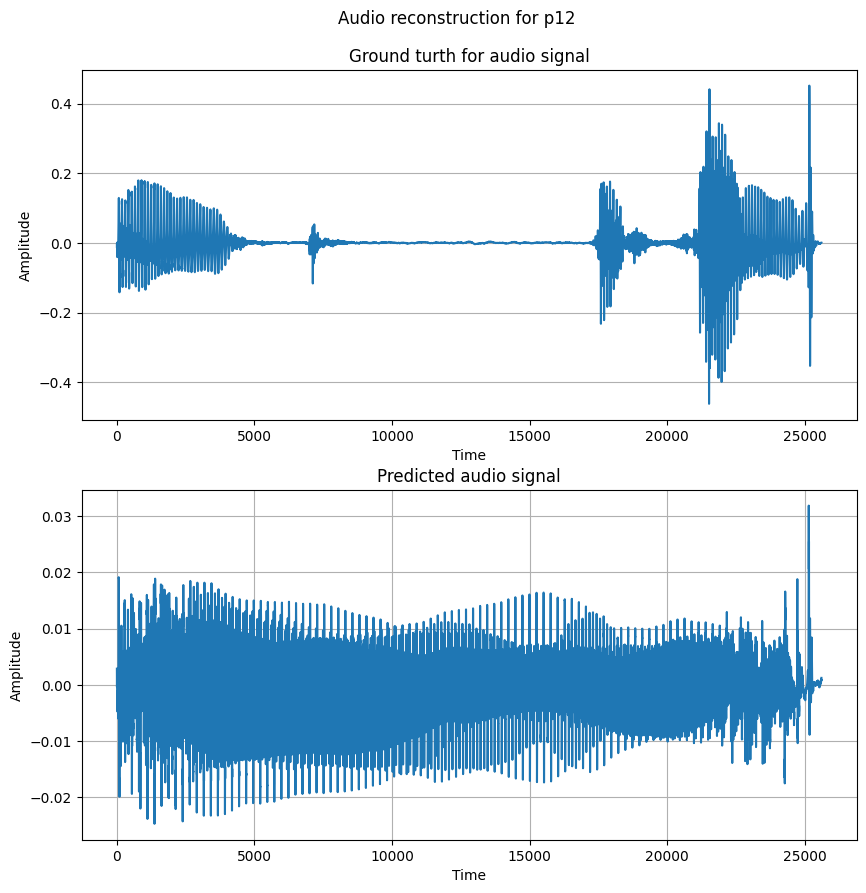 Audio reconstruction for p12
Ground turth for audio signal
0.4
0.2
0.0
−0.2
−0.4
Amplitude
0 5000 10000 15000 20000 25000
Time
Predicted audio signal
0.03
0.02
0.01
0.00
−0.01
−0.02
Amplitude
0 5000 10000 15000 20000 25000
Time